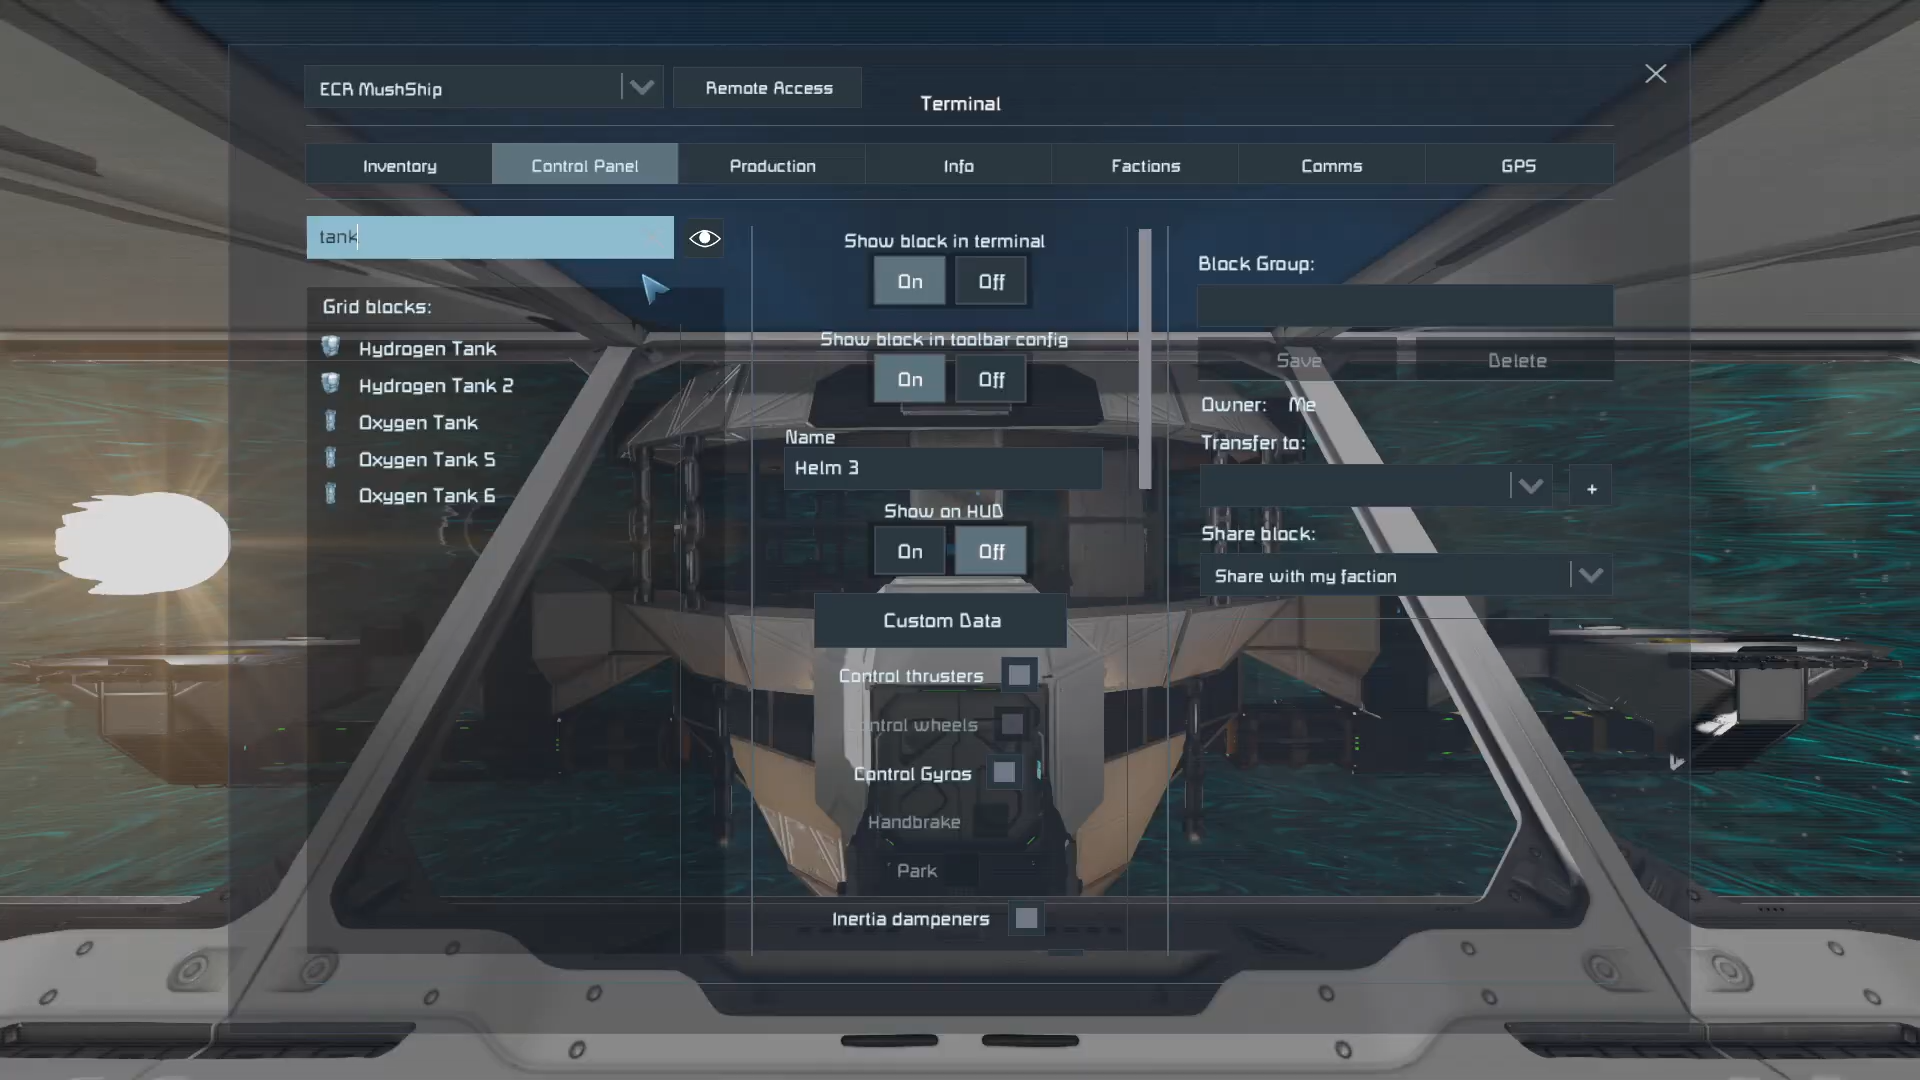 ECR MushShip
Remote Access
Terminal
Inventory
Control Panel
Production
Info
Factions
Comms
GPS
tank
Grid blocks:
Hydrogen Tank
Hydrogen Tank 2
Oxygen Tank
Oxygen Tank 5
Oxygen Tank 6
Show block in terminal
On
Off
Show block in toolbar config
On
Off
Name
Helm 3
Show on HUD
On
Off
Custom Data
Control thrusters
Control wheels
Control Gyros
Handbrake
Park
Inertia dampeners
Block Group:
Save
Delete
Owner: Me
Transfer to:
+
Share block:
Share with my faction